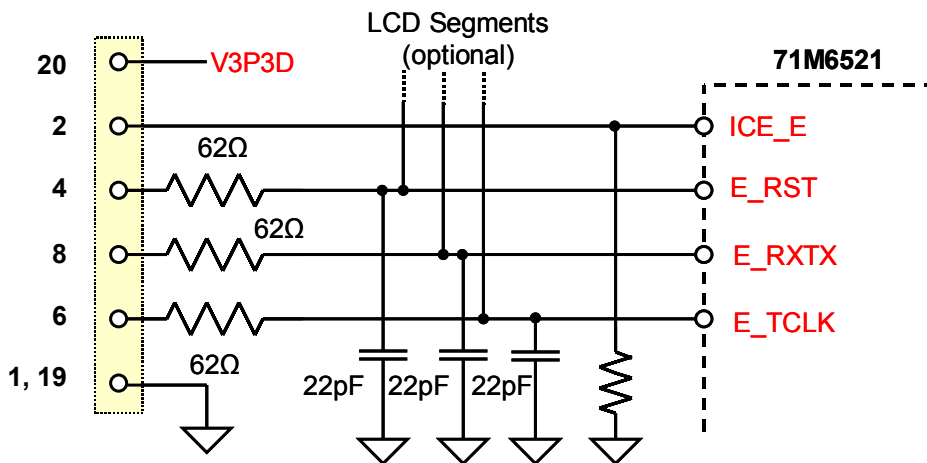 LCD Segments
(optional)
71M6521
20
V3P3D
2
ICE_E
62Ω
4
E_RST
62Ω
8
E_RXTX
6
E_TCLK
62Ω
1, 19
22pF
22pF
22pF